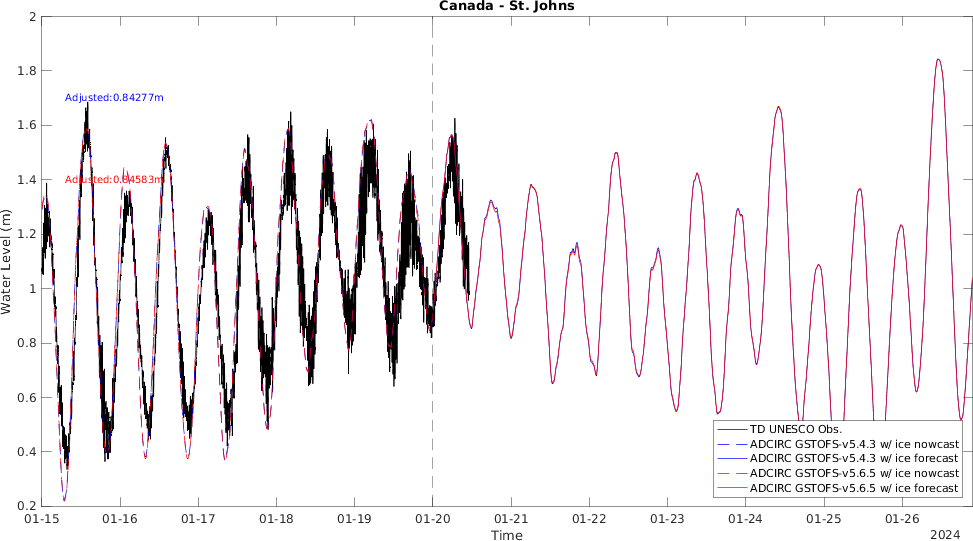 Canada - St. Johns
2
1.8
1.6
1.4
1.2
1
0.8
0.6
0.4
0.2
Water Level (m)
Adjusted:0.84277m
Adjusted:0.84583m
TD UNESCO Obs.
ADCIRC GSTOFS-v5.4.3 w/ ice nowcast
ADCIRC GSTOFS-v5.4.3 w/ ice forecast
ADCIRC GSTOFS-v5.6.5 w/ ice nowcast
ADCIRC GSTOFS-v5.6.5 w/ ice forecast
01-15 01-16 01-17 01-18 01-19 01-20 01-21 01-22 01-23 01-24 01-25 01-26
Time
2024